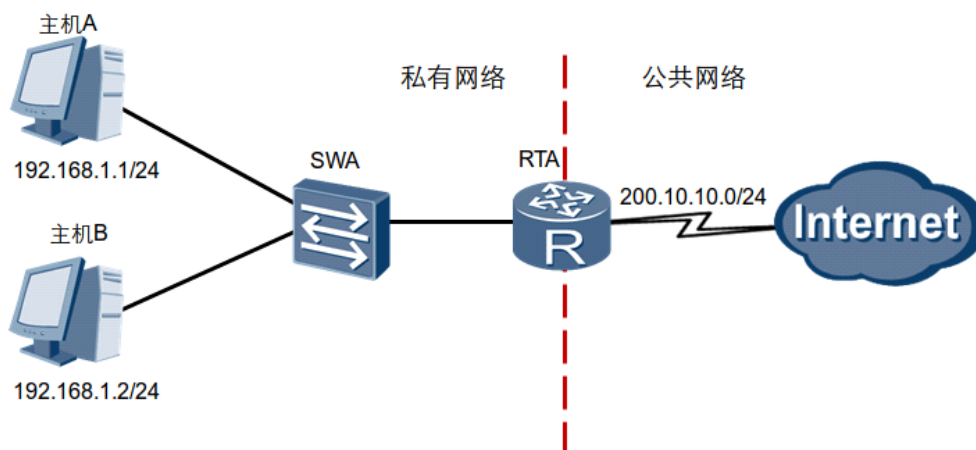 主机A
192.168.1.1/24
主机B
192.168.1.2/24
SWA
私有网络
RTA
R
公共网络
200.10.10.0/24
Internet